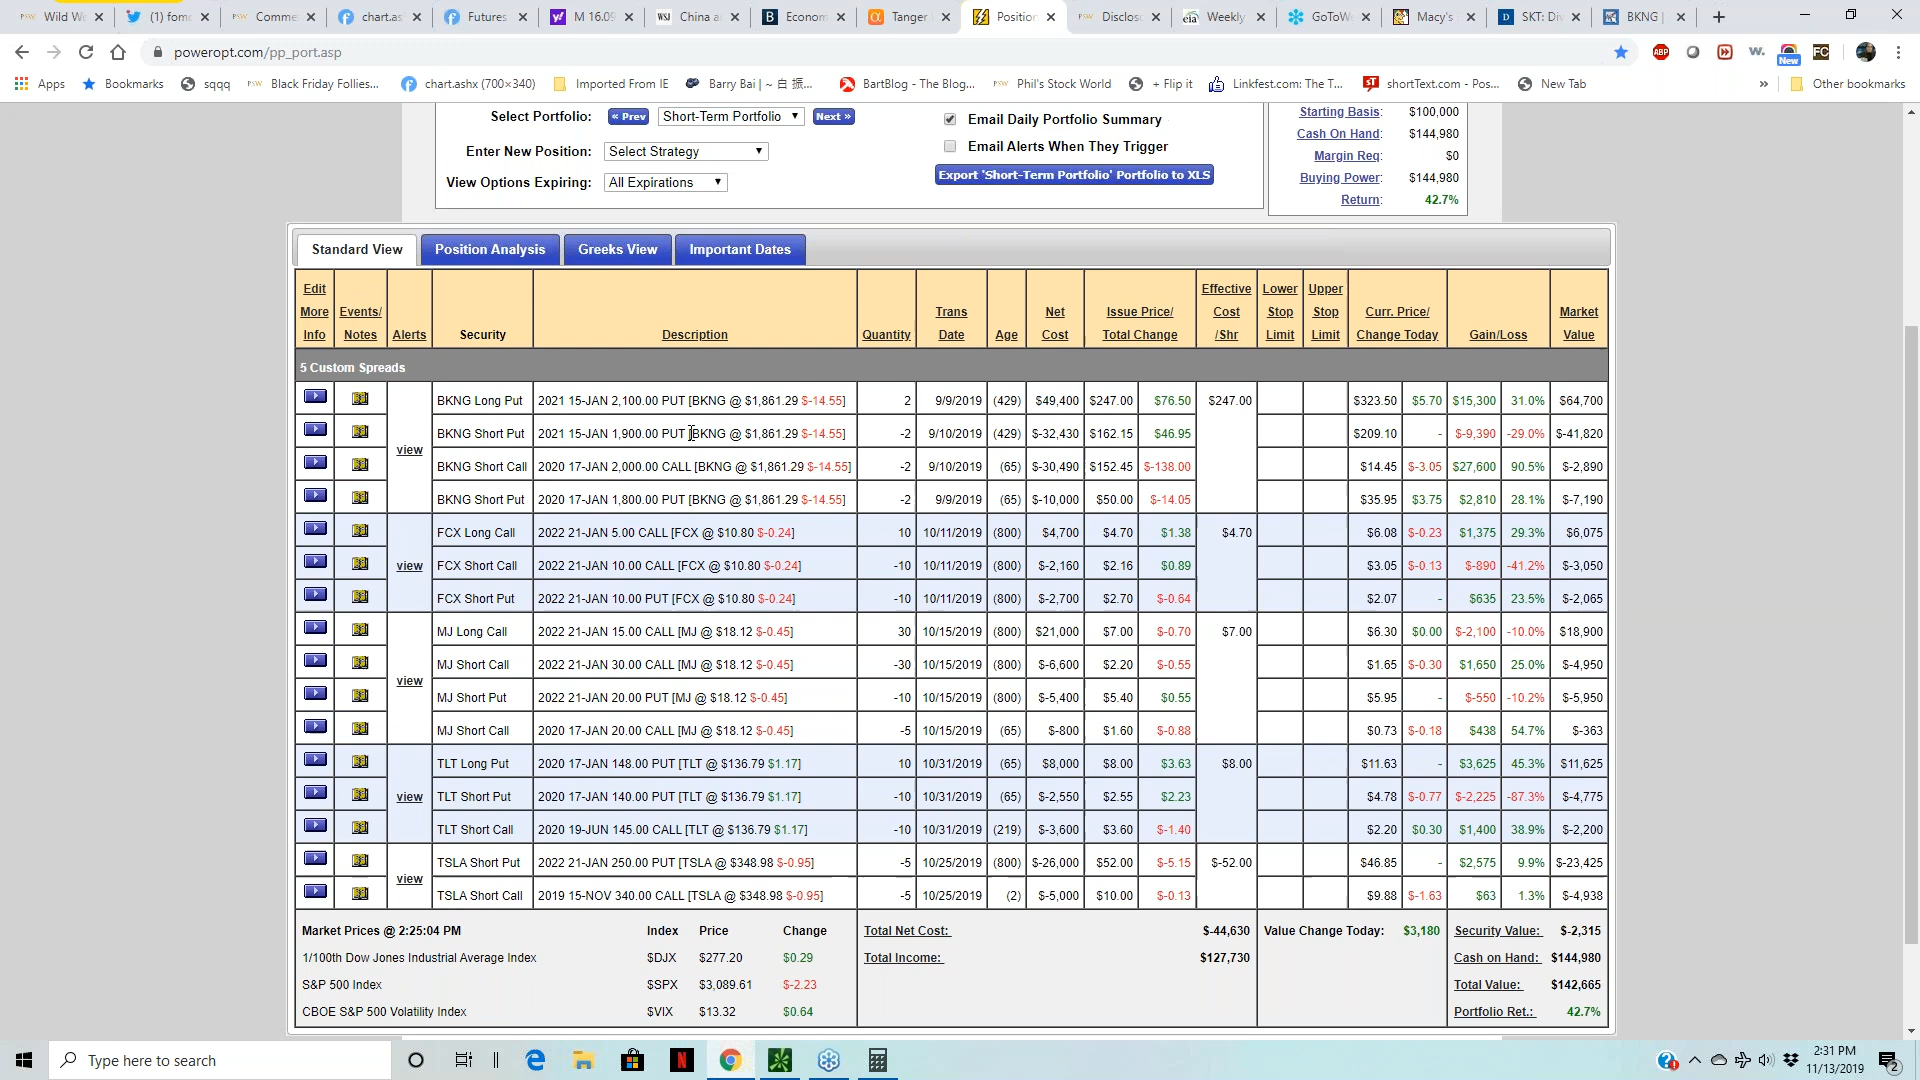 Wild W
(1) fome
Comme
chart.as
Futures
M 16.09
China a
Econom
Tanger
Position
Disclos
Weekly
GoToW
Macy's
SKT: Div
BKNG |
poweropt.com/pp_port.asp
New
Apps Bookmarks sqqq Black Friday Follies... chart.ashx (700×340) Imported From IE Barry Bai | ~ 白 振... BartBlog - The Blog... Phil's Stock World + Flip it Linkfest.com: The T... shortText.com - Pos... New Tab » Other bookmarks
Select Portfolio: « Prev Short-Term Portfolio Next »
Enter New Position: Select Strategy
View Options Expiring: All Expirations
Email Daily Portfolio Summary
Email Alerts When They Trigger
Export 'Short-Term Portfolio' Portfolio to XLS
Starting Basis: $100,000
Cash On Hand: $144,980
Margin Req: $0
Buying Power: $144,980
Return: 42.7%
Standard View Position Analysis Greeks View Important Dates
Edit More Info Events/ Notes Alerts Security Description Quantity Trans Date Age Net Cost Issue Price/ Total Change Effective Cost /Shr Lower Stop Limit Upper Stop Limit Curr. Price/ Change Today Gain/Loss Market Value
5 Custom Spreads
BKNG Long Put 2021 15-JAN 2,100.00 PUT [BKNG @ $1,861.29 $-14.55] 2 9/9/2019 (429) $49,400 $247.00 $76.50 $247.00 $323.50 $5.70 $15,300 31.0% $64,700
BKNG Short Put 2021 15-JAN 1,900.00 PUT [BKNG @ $1,861.29 $-14.55] -2 9/10/2019 (429) $-32,430 $162.15 $46.95 $209.10 - $-9,390 -29.0% $-41,820
view
BKNG Short Call 2020 17-JAN 2,000.00 CALL [BKNG @ $1,861.29 $-14.55] -2 9/10/2019 (65) $-30,490 $152.45 $-138.00 $14.45 $-3.05 $27,600 90.5% $-2,890
BKNG Short Put 2020 17-JAN 1,800.00 PUT [BKNG @ $1,861.29 $-14.55] -2 9/9/2019 (65) $-10,000 $50.00 $-14.05 $35.95 $3.75 $2,810 28.1% $-7,190
FCX Long Call 2022 21-JAN 5.00 CALL [FCX @ $10.80 $-0.24] 10 10/11/2019 (800) $4,700 $4.70 $1.38 $4.70 $6.08 $-0.23 $1,375 29.3% $6,075
view FCX Short Call 2022 21-JAN 10.00 CALL [FCX @ $10.80 $-0.24] -10 10/11/2019 (800) $-2,160 $2.16 $0.89 $3.05 $-0.13 $-890 -41.2% $-3,050
FCX Short Put 2022 21-JAN 10.00 PUT [FCX @ $10.80 $-0.24] -10 10/11/2019 (800) $-2,700 $2.70 $-0.64 $2.07 - $635 23.5% $-2,065
MJ Long Call 2022 21-JAN 15.00 CALL [MJ @ $18.12 $-0.45] 30 10/15/2019 (800) $21,000 $7.00 $-0.70 $7.00 $6.30 $0.00 $-2,100 -10.0% $18,900
MJ Short Call 2022 21-JAN 30.00 CALL [MJ @ $18.12 $-0.45] -30 10/15/2019 (800) $-6,600 $2.20 $-0.55 $1.65 $-0.30 $1,650 25.0% $-4,950
view
MJ Short Put 2022 21-JAN 20.00 PUT [MJ @ $18.12 $-0.45] -10 10/15/2019 (800) $-5,400 $5.40 $0.55 $5.95 - $-550 -10.2% $-5,950
MJ Short Call 2020 17-JAN 20.00 CALL [MJ @ $18.12 $-0.45] -5 10/15/2019 (65) $-800 $1.60 $-0.88 $0.73 $-0.18 $438 54.7% $-363
TLT Long Put 2020 17-JAN 148.00 PUT [TLT @ $136.79 $1.17] 10 10/31/2019 (65) $8,000 $8.00 $3.63 $8.00 $11.63 - $3,625 45.3% $11,625
view TLT Short Put 2020 17-JAN 140.00 PUT [TLT @ $136.79 $1.17] -10 10/31/2019 (65) $-2,550 $2.55 $2.23 $4.78 $-0.77 $-2,225 -87.3% $-4,775
TLT Short Call 2020 19-JUN 145.00 CALL [TLT @ $136.79 $1.17] -10 10/31/2019 (219) $-3,600 $3.60 $-1.40 $2.20 $0.30 $1,400 38.9% $-2,200
TSLA Short Put 2022 21-JAN 250.00 PUT [TSLA @ $348.98 $-0.95] -5 10/25/2019 (800) $-26,000 $52.00 $-5.15 $-52.00 $46.85 - $2,575 9.9% $-23,425
view
TSLA Short Call 2019 15-NOV 340.00 CALL [TSLA @ $348.98 $-0.95] -5 10/25/2019 (2) $-5,000 $10.00 $-0.13 $9.88 $-1.63 $63 1.3% $-4,938
Market Prices @ 2:25:04 PM Index Price Change Total Net Cost: $-44,630 Value Change Today: $3,180 Security Value: $-2,315
1/100th Dow Jones Industrial Average Index $DJX $277.20 $0.29 Total Income: $127,730 Cash on Hand: $144,980
S&P 500 Index $SPX $3,089.61 $-2.23 Total Value: $142,665
CBOE S&P 500 Volatility Index $VIX $13.32 $0.64 Portfolio Ret.: 42.7%
Type here to search
2:31 PM
11/13/2019
2